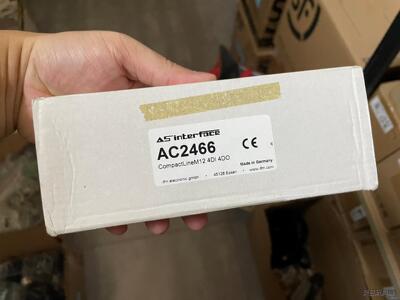 AS interface
AC2466
CE
CompactLineM12 4DI 4DO
Made in Germany
ifm electronic gmbh · 45128 Essen · www.ifm.com